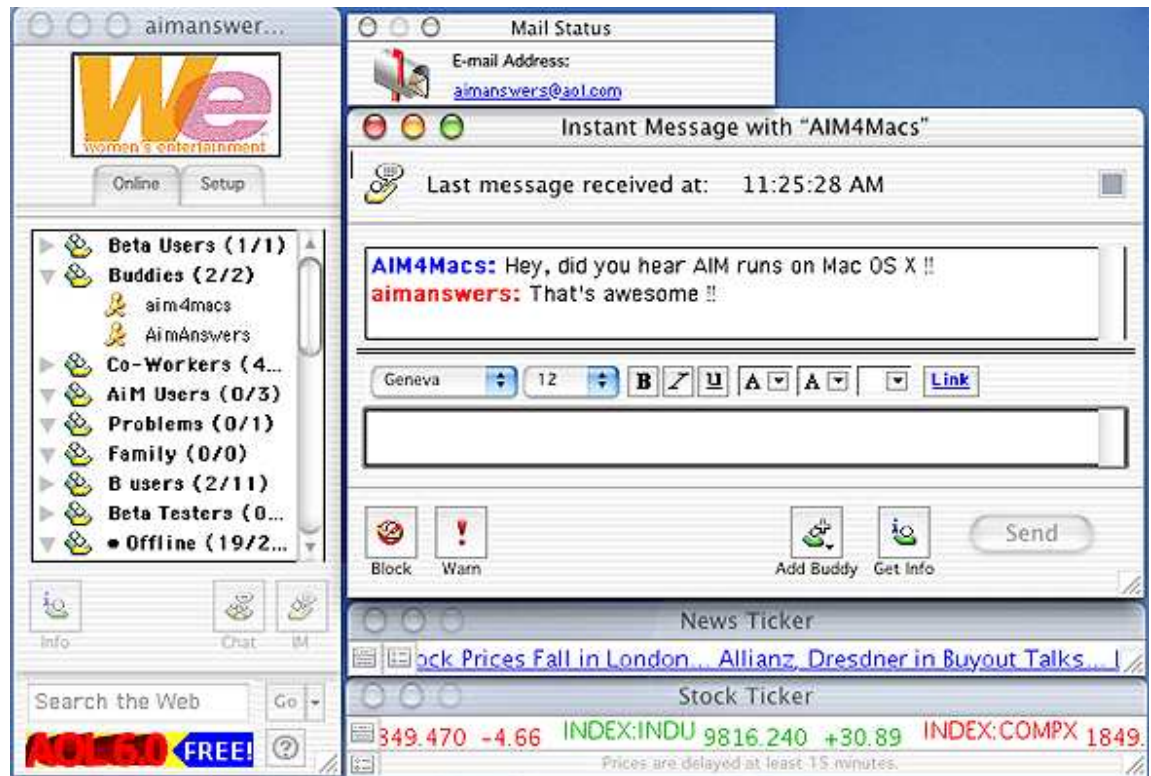 aimanswer...
We
women's entertainment
Online Setup
Beta Users (1/1)
Buddies (2/2)
aim4macs
AimAnswers
Co-Workers (4...
AiM Users (0/3)
Problems (0/1)
Family (0/0)
B users (2/11)
Beta Testers (0...
• Offline (19/2...
Info Chat IM
Search the Web Go
AOL 6.0 FREE! ?
Mail Status
E-mail Address:
aimanswers@aol.com
Instant Message with “AIM4Macs”
Last message received at: 11:25:28 AM
AIM4Macs: Hey, did you hear AIM runs on Mac OS X !!
aimanswers: That's awesome !!
Geneva 12 B I U A A Link
Block Warn Add Buddy Get Info Send
News Ticker
ock Prices Fall in London... Allianz, Dresdner in Buyout Talks...
Stock Ticker
849.470 -4.66 INDEX:INDU 9816.240 +30.89 INDEX:COMPX 1849.
Prices are delayed at least 15 minutes.